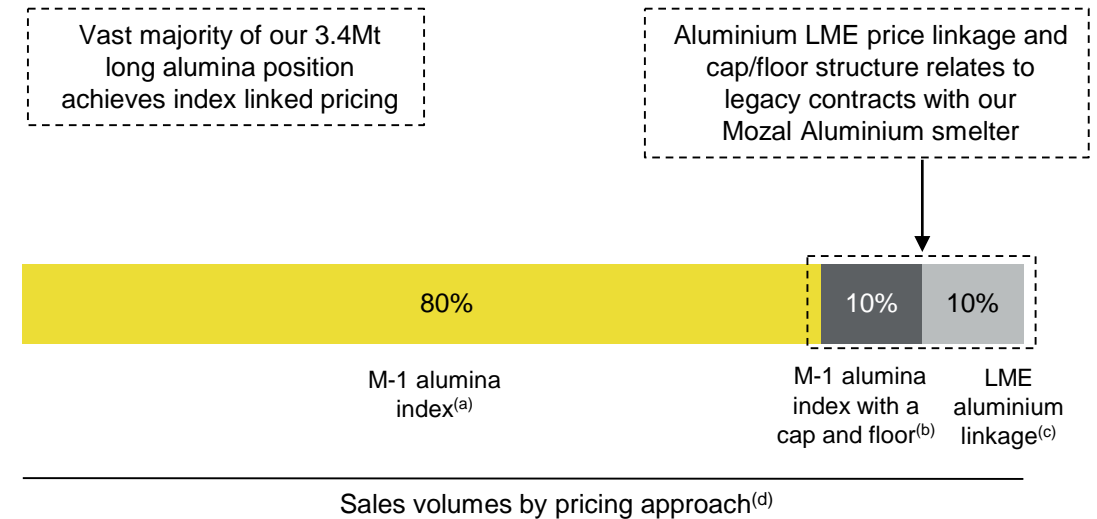 Vast majority of our 3.4Mt
long alumina position
achieves index linked pricing
Aluminium LME price linkage and
cap/floor structure relates to
legacy contracts with our
Mozal Aluminium smelter
80%
10%
10%
M-1 alumina
index(a)
M-1 alumina
index with a
cap and floor(b)
LME
aluminium
linkage(c)
Sales volumes by pricing approach(d)